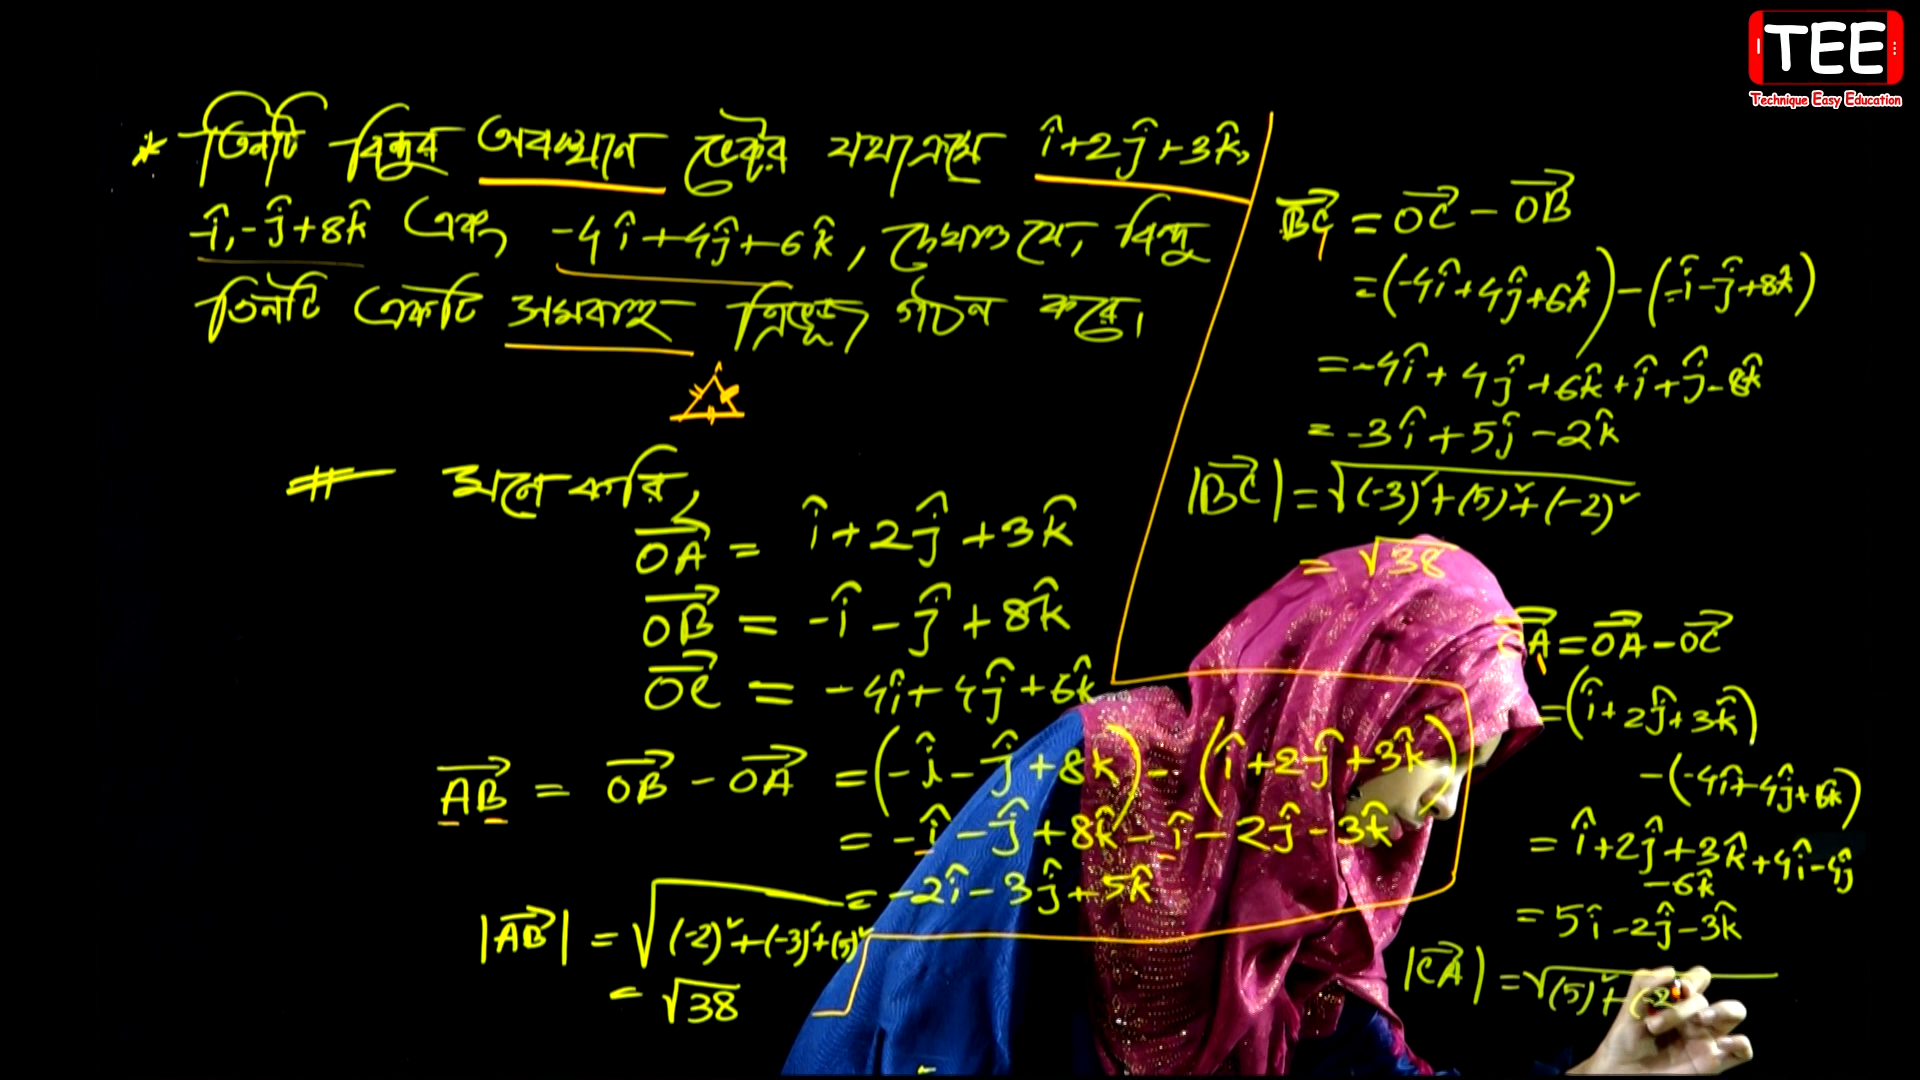 TEE
Technique Easy Education
* তিনটি বিন্দুর অবস্থান ভেক্টর যথাক্রমে î+2ĵ+3k̂,
-î,-ĵ+8k̂ এবং -4î+4ĵ+6k̂, দেখাও যে, বিন্দু
তিনটি একটি সমবাহু ত্রিভুজ গঠন করে।
# মনে করি,
OA→ = î+2ĵ+3k̂
OB→ = -î-ĵ+8k̂
OC→ = -4î+4ĵ+6k̂
AB→ = OB→ - OA→ = (-î-ĵ+8k̂) - (î+2ĵ+3k̂)
= -î-ĵ+8k̂-î-2ĵ-3k̂
= -2î-3ĵ+5k̂
|AB→| = √(-2)²+(-3)²+(5)²
= √38
BC→ = OC→ - OB→
= (-4î+4ĵ+6k̂) - (-î-ĵ+8k̂)
= -4î+4ĵ+6k̂+î+ĵ-8k̂
= -3î+5ĵ-2k̂
|BC→| = √(-3)²+(5)²+(-2)²
= √38
CA→ = OA→ - OC→
= (î+2ĵ+3k̂)
-(-4î+4ĵ+6k̂)
= î+2ĵ+3k̂+4î-4ĵ
-6k̂
= 5î-2ĵ-3k̂
|CA→| = √(5)²+(-2